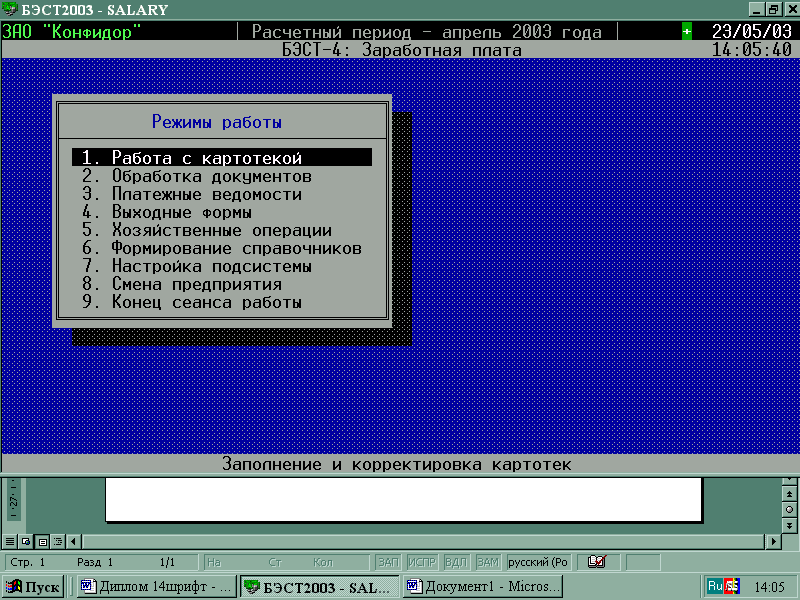 БЭСТ2003 - SALARY
ЗАО "Конфидор" Расчетный период - апрель 2003 года + 23/05/03
БЭСТ-4: Заработная плата 14:05:40
Режимы работы
1. Работа с картотекой
2. Обработка документов
3. Платежные ведомости
4. Выходные формы
5. Хозяйственные операции
6. Формирование справочников
7. Настройка подсистемы
8. Смена предприятия
9. Конец сеанса работы
Заполнение и корректировка картотек
27
Стр. 1 Разд 1 1/1 На Ст Кол ЗАП ИСПР ВДЛ ЗАМ русский (Ро
Пуск Диплом 14шрифт - ... БЭСТ2003 - SAL... Документ1 - Micros... Ru 14:05